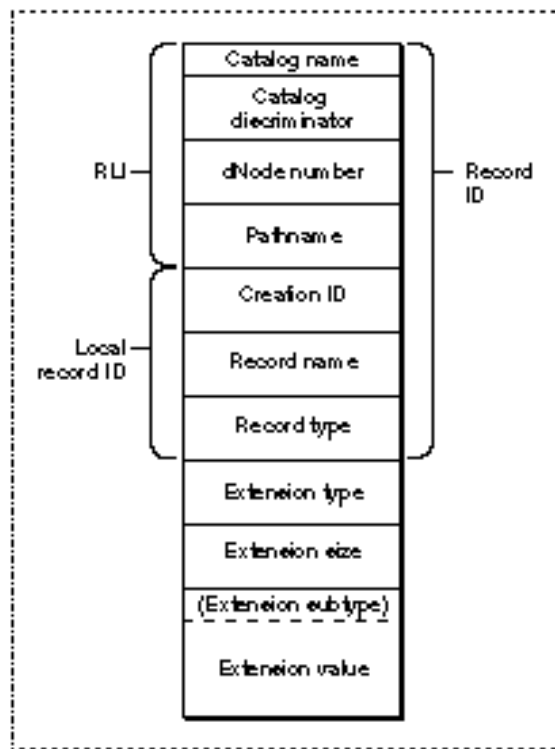 Catalog name
Catalog
discriminator
RLI
dNode number
Record
ID
Pathname
Creation ID
Local
record ID
Record name
Record type
Extension type
Extension size
(Extension subtype)
Extension value